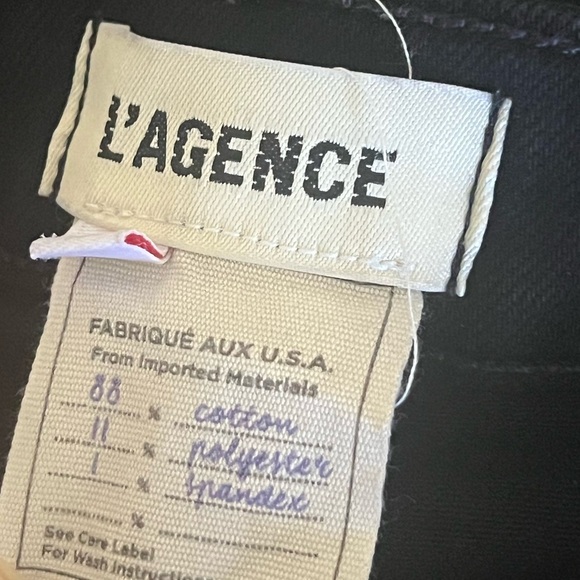 L'AGENCE
FABRIQUÉ AUX U.S.A.
From Imported Materials
88 % cotton
11 % polyester
1 % spandex
%
See Care Label
For Wash Instructions